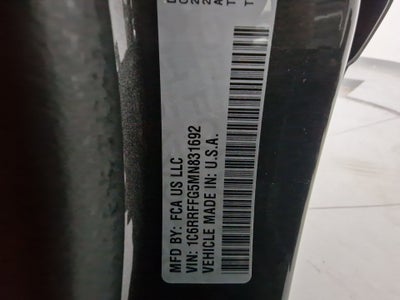 MFD BY: FCA US LLC
VIN: 1C6RRFFG5MN831692
VEHICLE MADE IN: U.S.A.